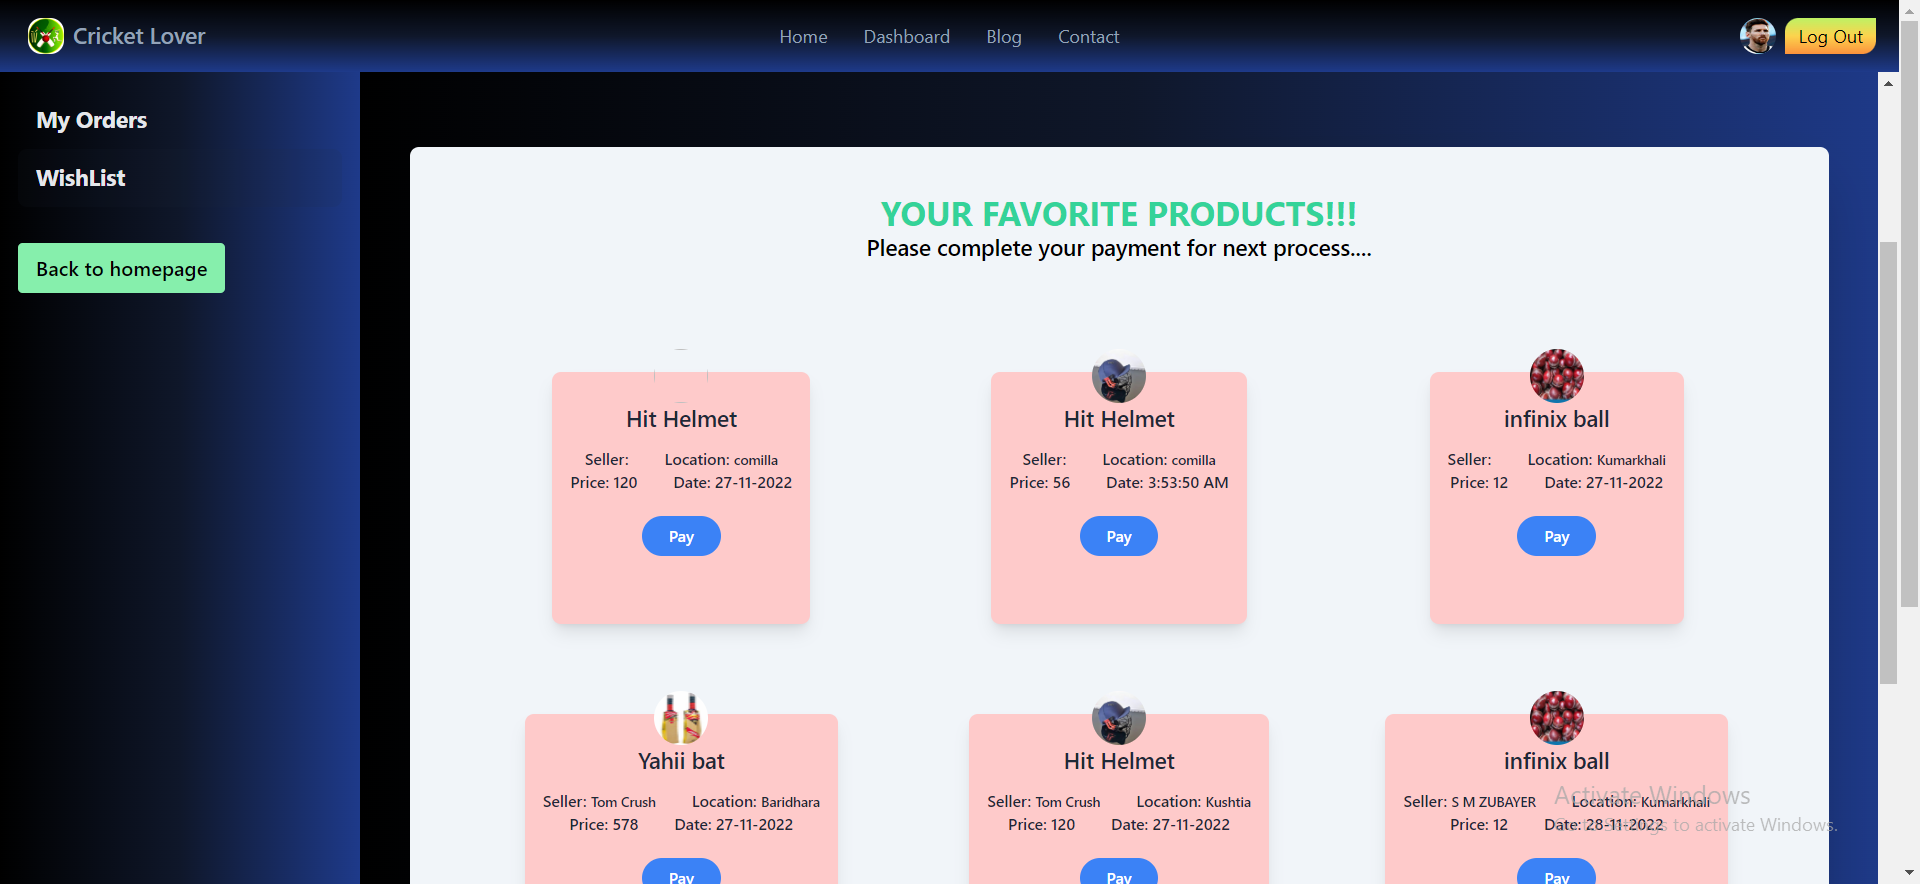 Cricket Lover
Home Dashboard Blog Contact
Log Out
My Orders
WishList
Back to homepage
YOUR FAVORITE PRODUCTS!!!
Please complete your payment for next process....
Hit Helmet
Seller: Location: comilla
Price: 120 Date: 27-11-2022
Pay
Hit Helmet
Seller: Location: comilla
Price: 56 Date: 3:53:50 AM
Pay
infinix ball
Seller: Location: Kumarkhali
Price: 12 Date: 27-11-2022
Pay
Yahii bat
Seller: Tom Crush Location: Baridhara
Price: 578 Date: 27-11-2022
Pay
Hit Helmet
Seller: Tom Crush Location: Kushtia
Price: 120 Date: 27-11-2022
Pay
infinix ball
Seller: S M ZUBAYER Location: Kumarkhali
Price: 12 Date: 28-11-2022
Pay
Activate Windows
Go to Settings to activate Windows.